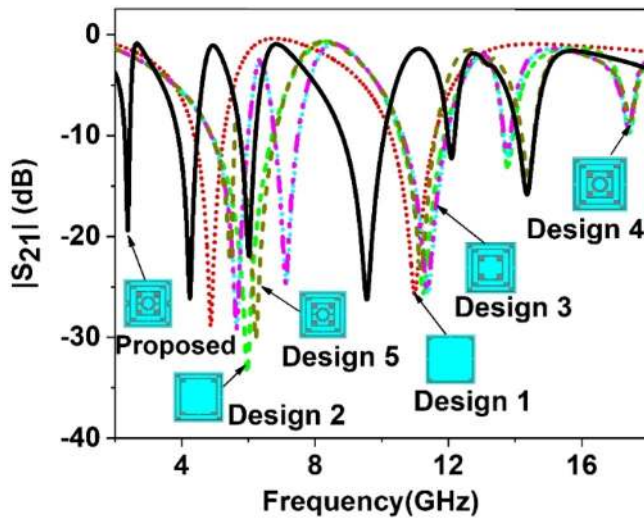 0
-10
-20
-30
-40
|S21| (dB)
4
8
12
16
Frequency(GHz)
Design 4
Design 3
Proposed
Design 5
Design 1
Design 2